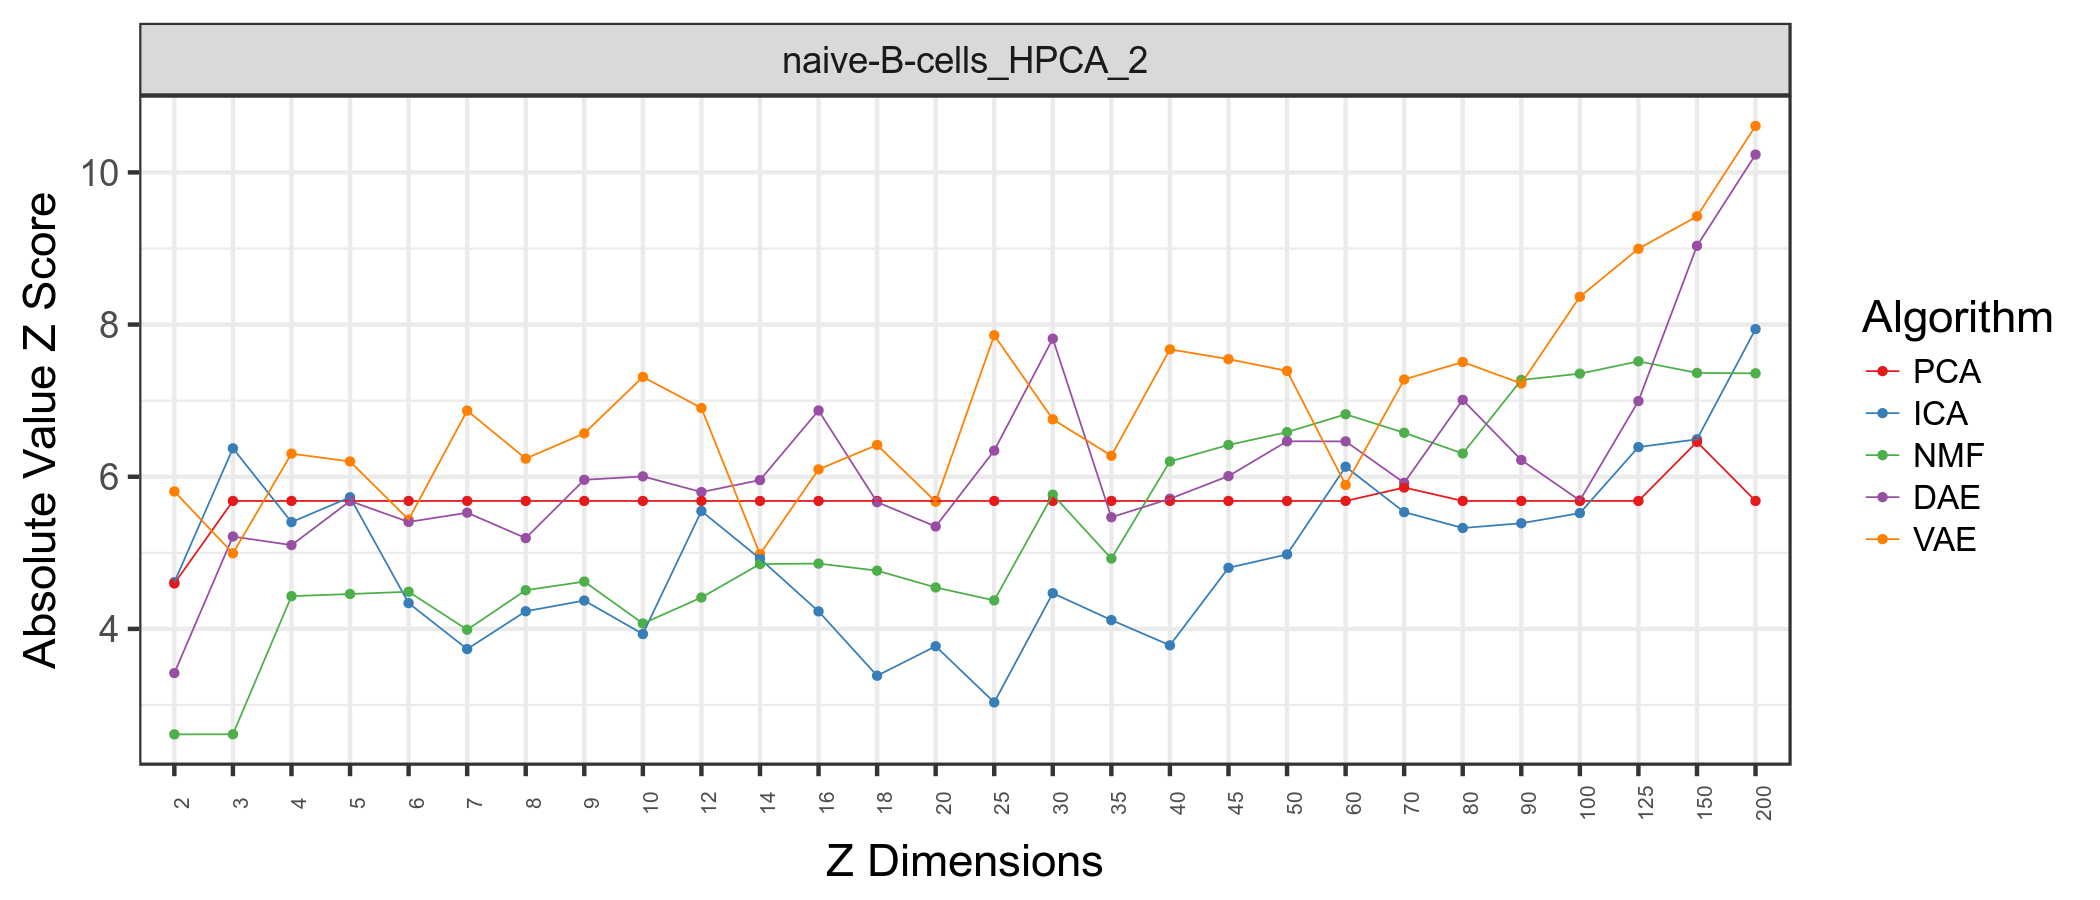 naive-B-cells_HPCA_2
Absolute Value Z Score
10
8
6
4
2 3 4 5 6 7 8 9 10 12 14 16 18 20 25 30 35 40 45 50 60 70 80 90 100 125 150 200
Z Dimensions
Algorithm
PCA
ICA
NMF
DAE
VAE